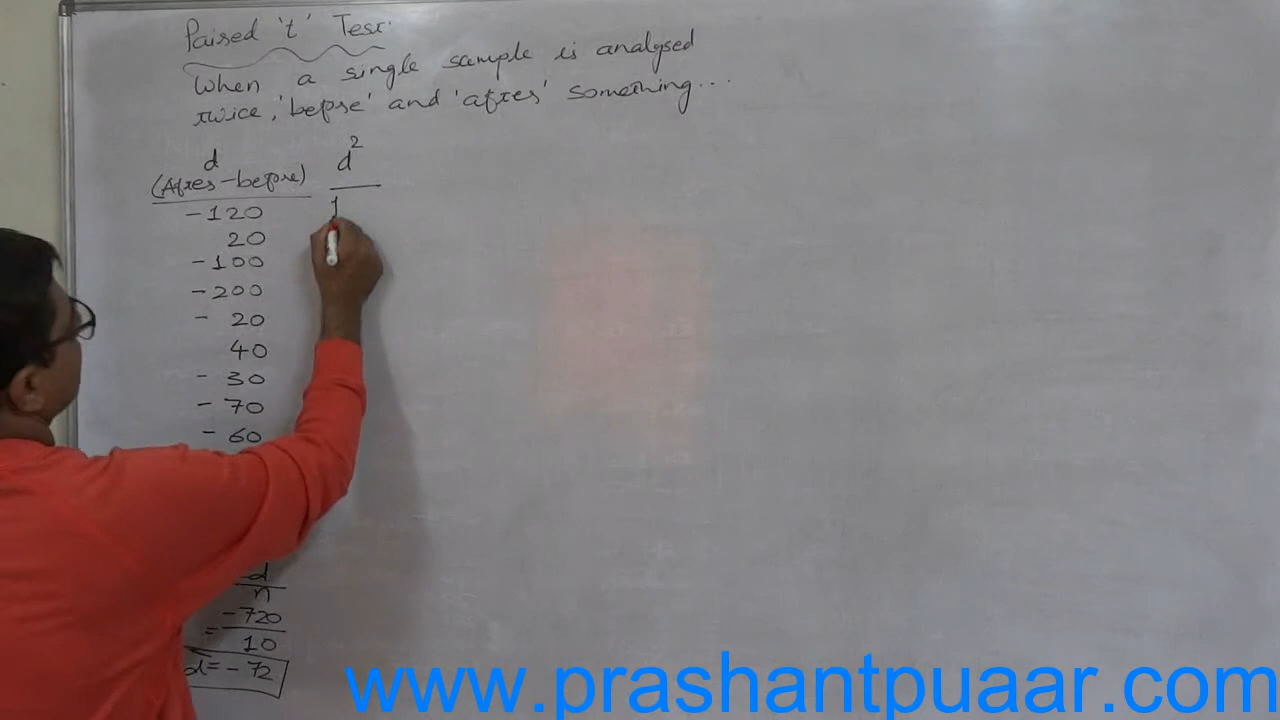 Paired 't' Test:
When a single sample is analysed
twice, 'before' and 'after' something...
d
(After-before)
d²
-120
1
20
-100
-200
- 20
40
- 30
- 70
- 60
d
n
= -720
10
d = -72
www.prashantpuaar.com